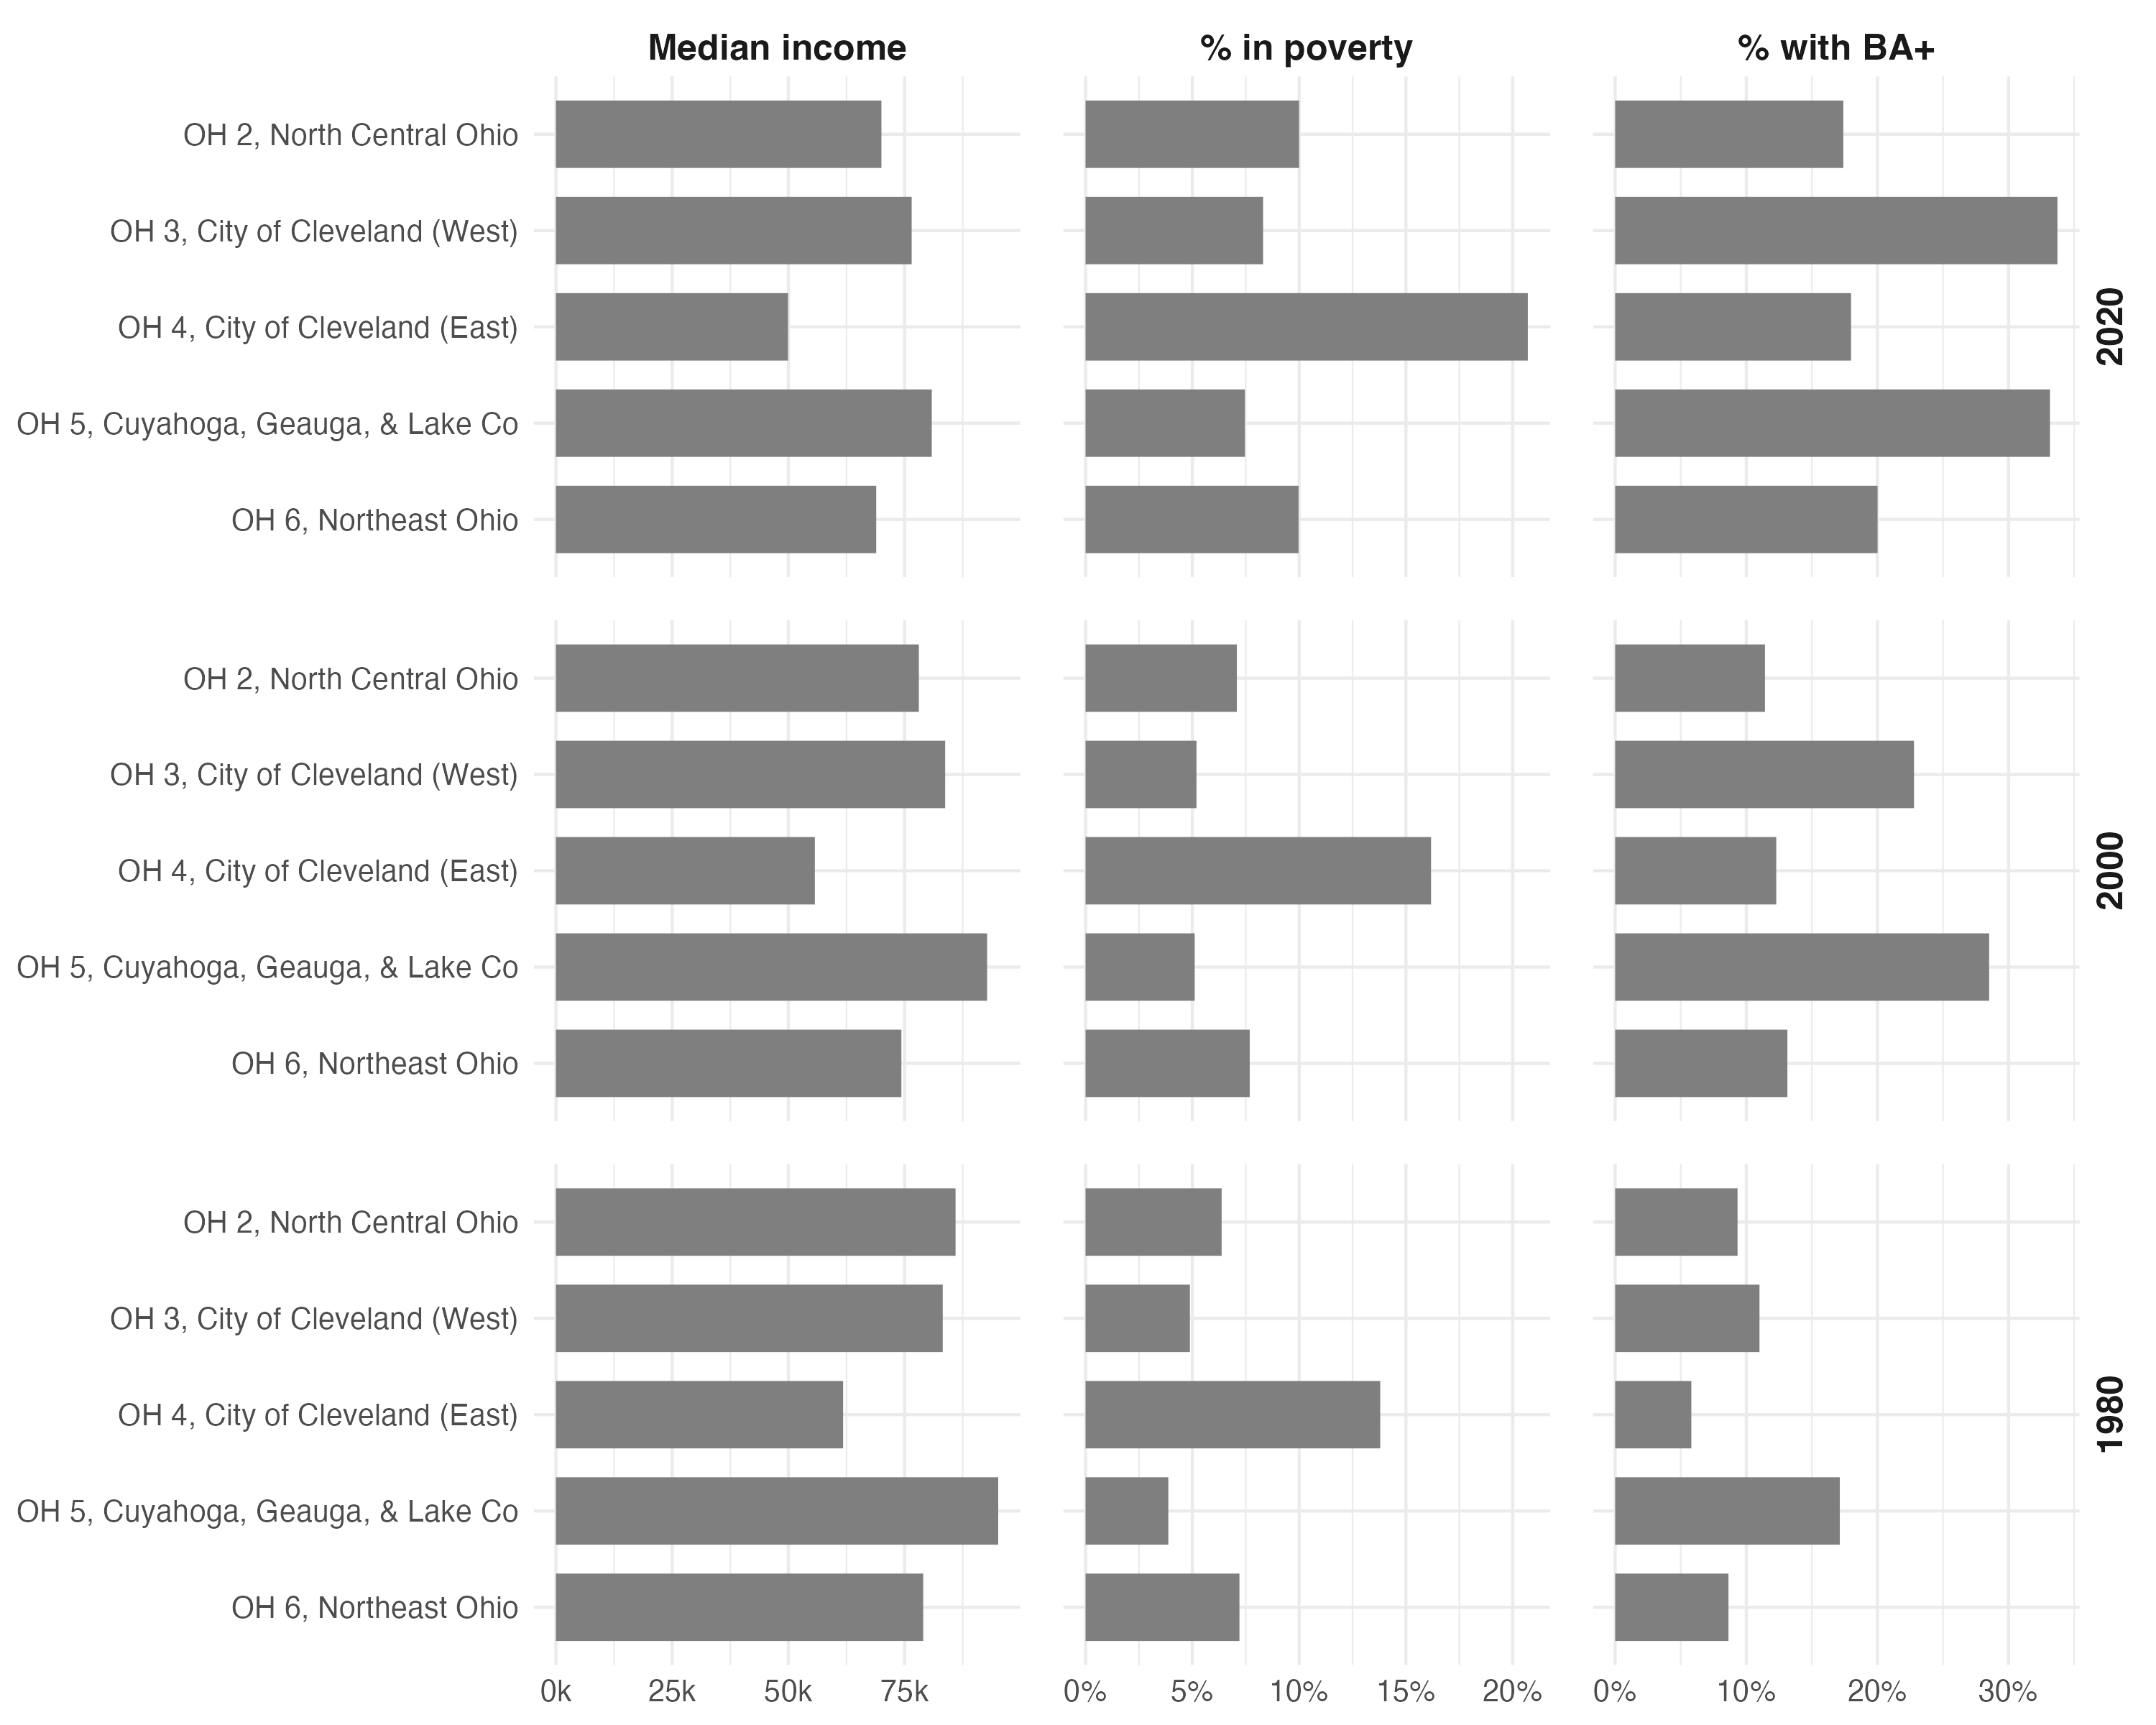 Median income % in poverty % with BA+
OH 2, North Central Ohio
OH 3, City of Cleveland (West)
OH 4, City of Cleveland (East)
OH 5, Cuyahoga, Geauga, & Lake Co
OH 6, Northeast Ohio
2020
OH 2, North Central Ohio
OH 3, City of Cleveland (West)
OH 4, City of Cleveland (East)
OH 5, Cuyahoga, Geauga, & Lake Co
OH 6, Northeast Ohio
2000
OH 2, North Central Ohio
OH 3, City of Cleveland (West)
OH 4, City of Cleveland (East)
OH 5, Cuyahoga, Geauga, & Lake Co
OH 6, Northeast Ohio
1980
0k 25k 50k 75k 0% 5% 10% 15% 20% 0% 10% 20% 30%